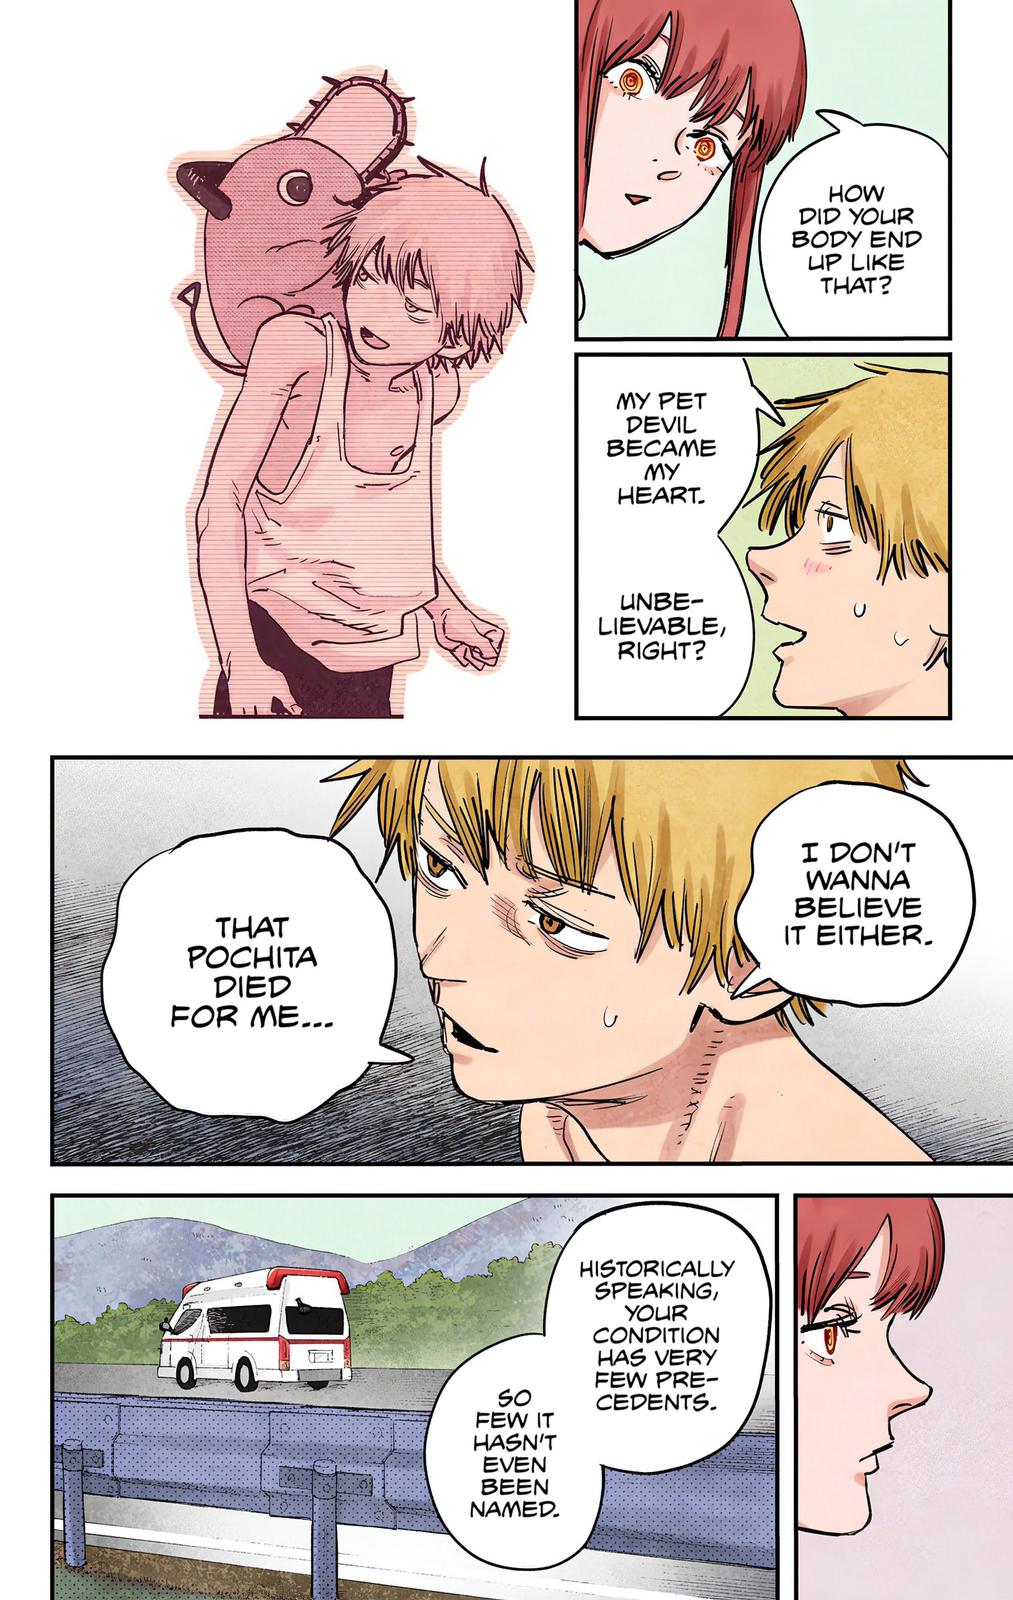 HOW
DID YOUR
BODY END
UP LIKE
THAT?
MY PET
DEVIL
BECAME
MY
HEART.
UNBE-
LIEVABLE,
RIGHT?
I DON'T
WANNA
BELIEVE
IT EITHER.
THAT
POCHITA
DIED
FOR ME...
HISTORICALLY
SPEAKING,
YOUR
CONDITION
HAS VERY
FEW PRE-
CEDENTS.
SO
FEW IT
HASN'T
EVEN
BEEN
NAMED.